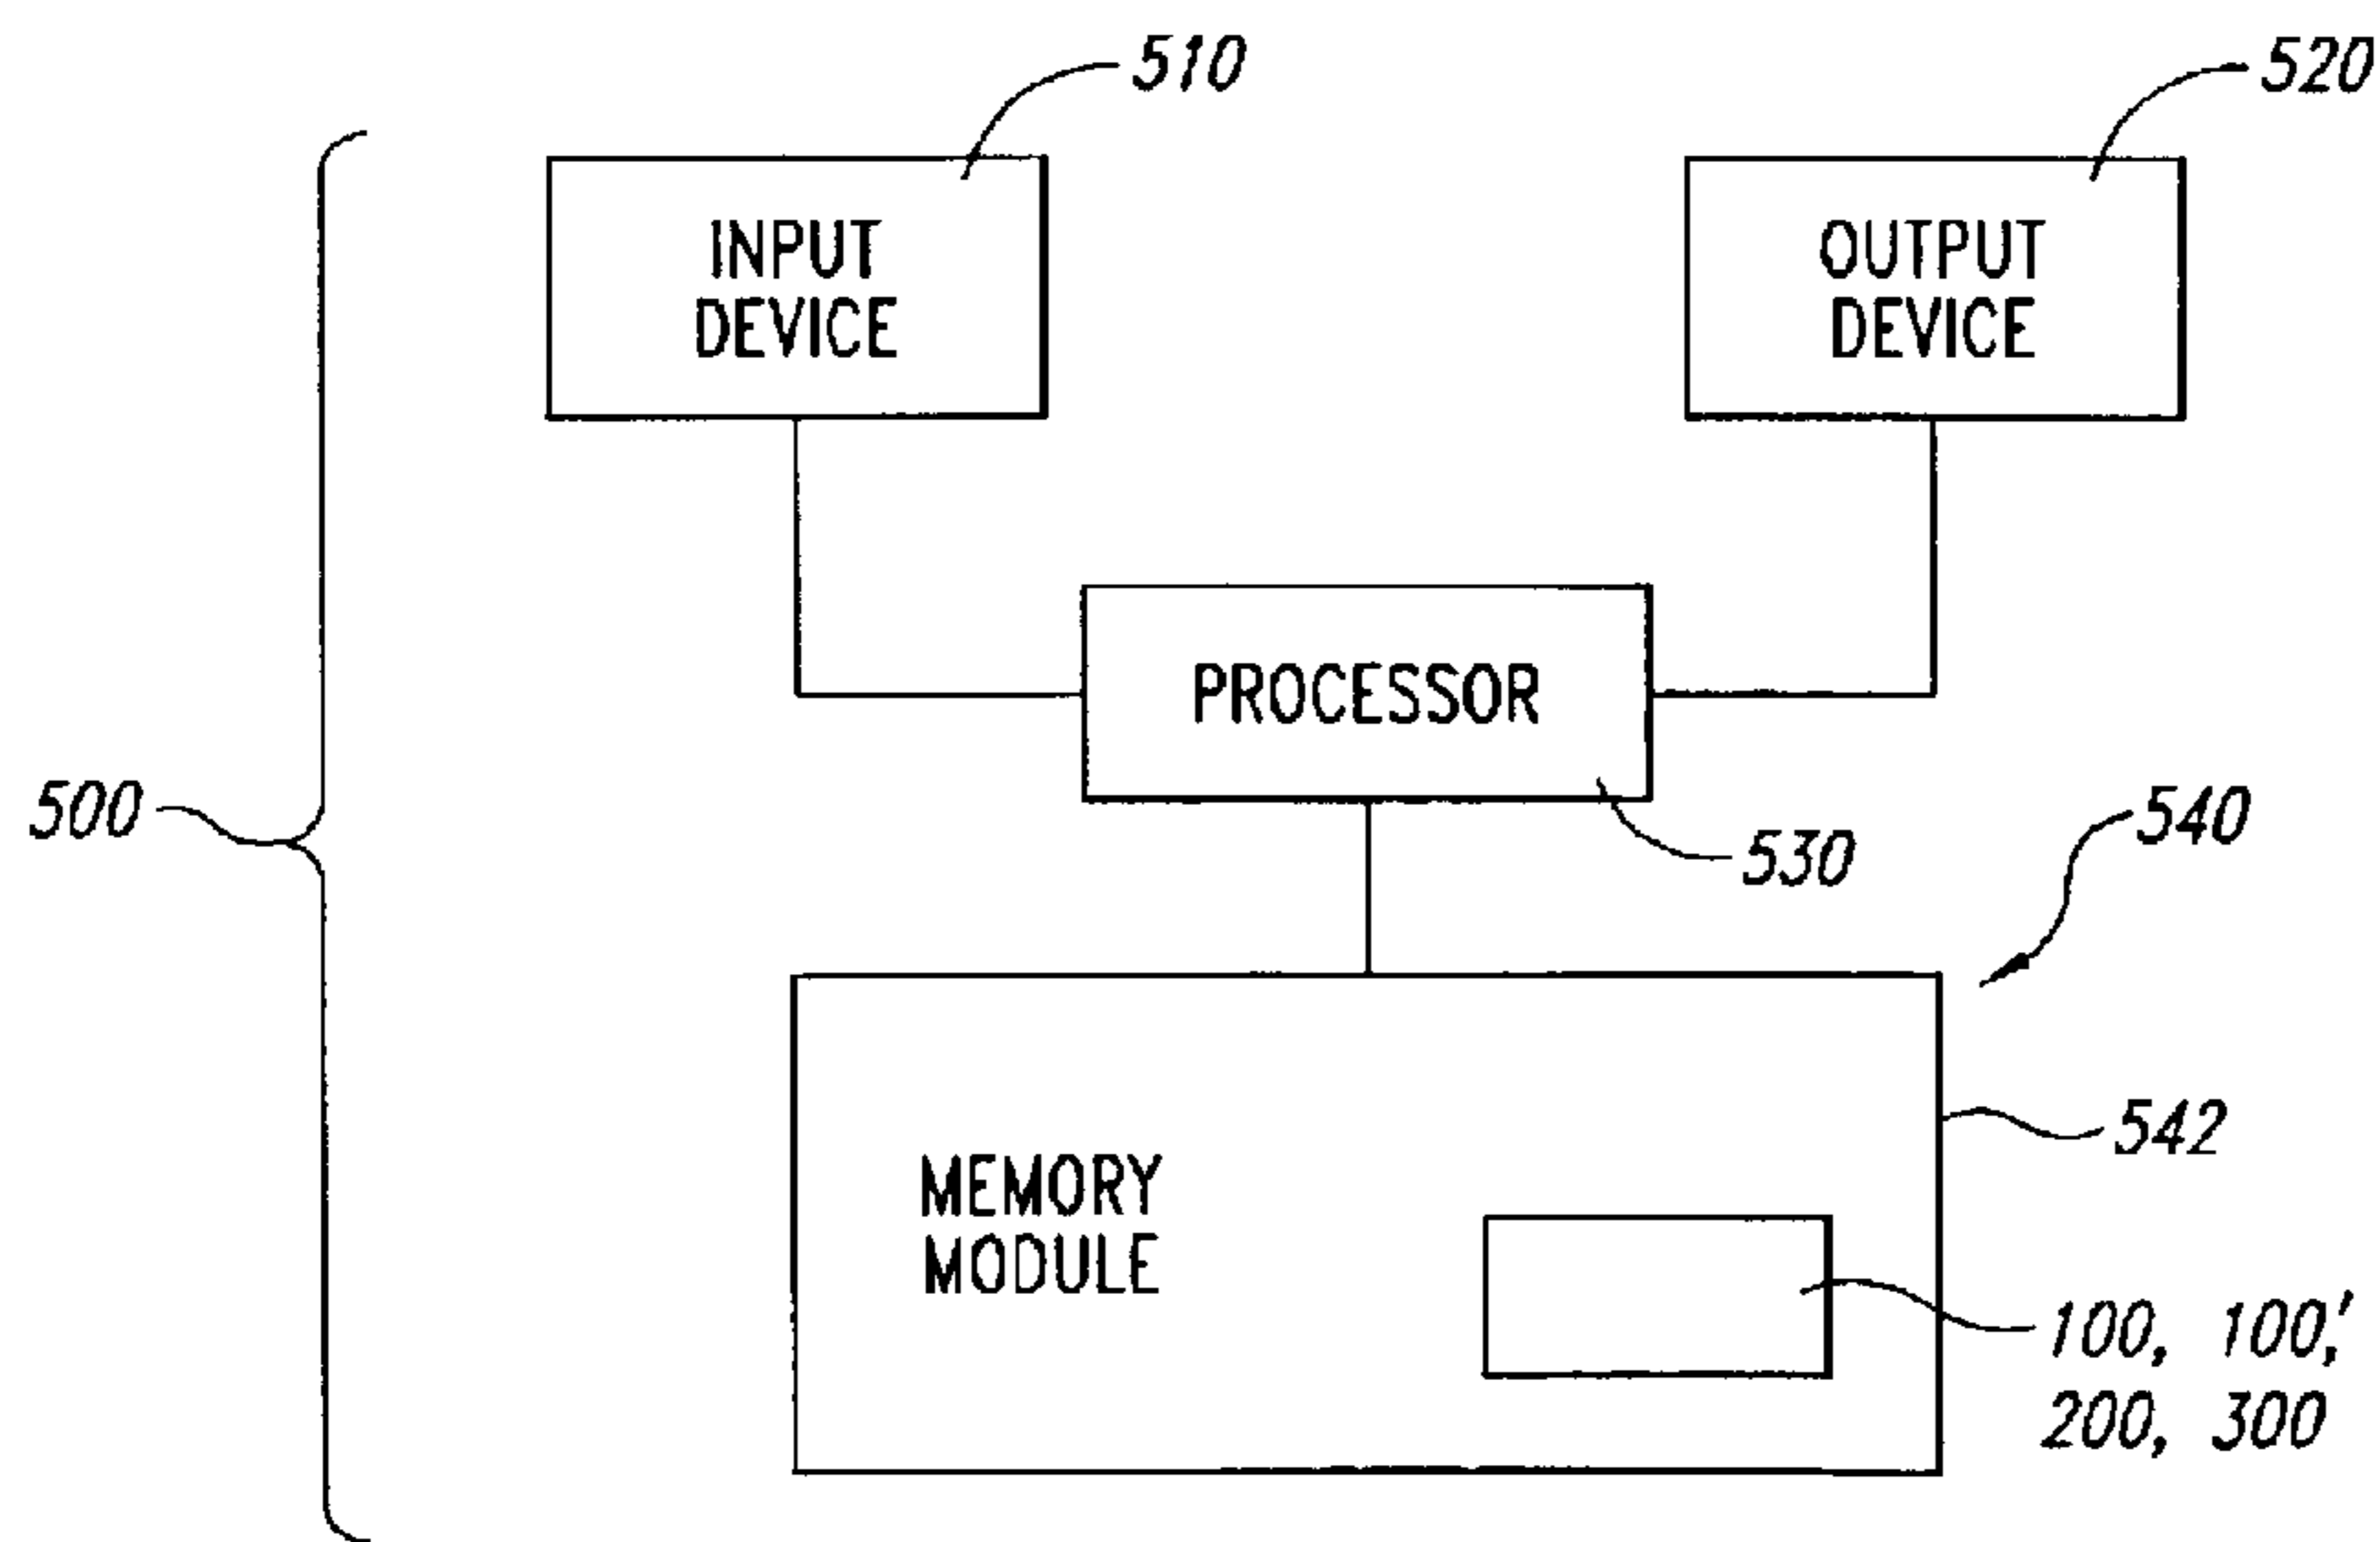 510
520
INPUT
DEVICE
OUTPUT
DEVICE
PROCESSOR
500
530
540
542
MEMORY
MODULE
100, 100',
200, 300